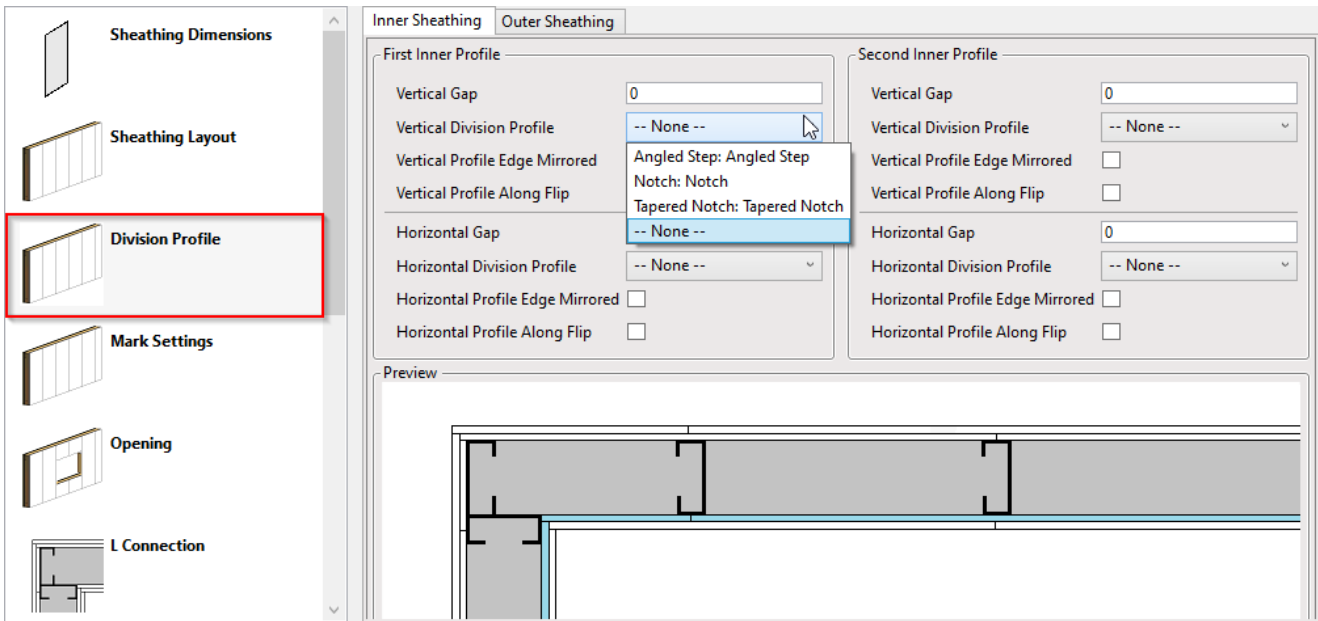 Sheathing Dimensions
Sheathing Layout
Division Profile
Mark Settings
Opening
L Connection
Inner Sheathing
Outer Sheathing
First Inner Profile
Vertical Gap
0
Vertical Division Profile
-- None --
Angled Step: Angled Step
Notch: Notch
Tapered Notch: Tapered Notch
-- None --
Vertical Profile Edge Mirrored
Vertical Profile Along Flip
Horizontal Gap
Horizontal Division Profile
-- None --
Horizontal Profile Edge Mirrored
Horizontal Profile Along Flip
Second Inner Profile
Vertical Gap
0
Vertical Division Profile
-- None --
Vertical Profile Edge Mirrored
Vertical Profile Along Flip
Horizontal Gap
0
Horizontal Division Profile
-- None --
Horizontal Profile Edge Mirrored
Horizontal Profile Along Flip
Preview